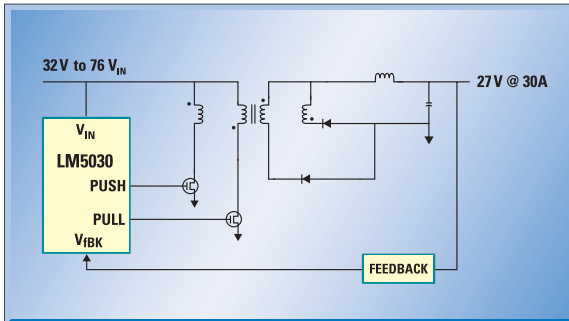 32V to 76 VIN
27V @ 30A
VIN
LM5030
PUSH
PULL
VfBK
FEEDBACK